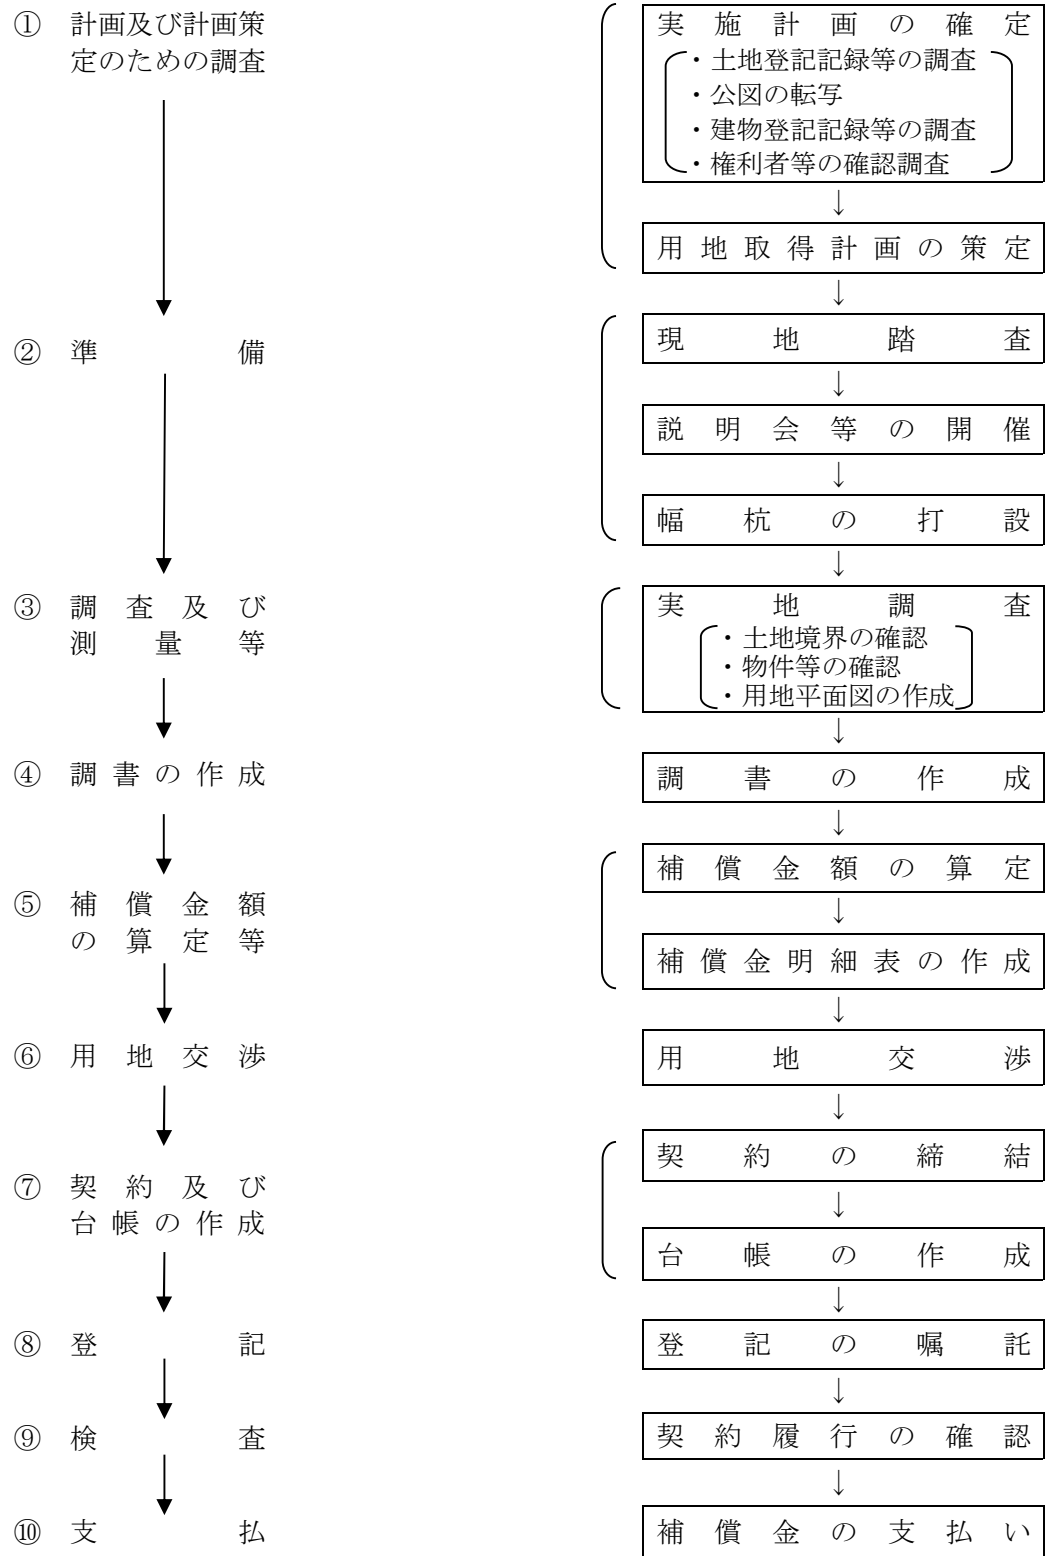 ① 計画及び計画策
定のための調査
実施計画の確定
・土地登記記録等の調査
・公図の転写
・建物登記記録等の調査
・権利者等の確認調査
↓
用地取得計画の策定
↓
② 準備
現地踏査
↓
説明会等の開催
↓
幅杭の打設
↓
③ 調査及び
測量等
実地調査
・土地境界の確認
・物件等の確認
・用地平面図の作成
↓
④ 調書の作成
調書の作成
↓
⑤ 補償金額
の算定等
補償金額の算定
↓
補償金明細表の作成
↓
⑥ 用地交渉
用地交渉
↓
⑦ 契約及び
台帳の作成
契約の締結
↓
台帳の作成
↓
⑧ 登記
登記の嘱託
↓
⑨ 検査
契約履行の確認
↓
⑩ 支払
補償金の支払い